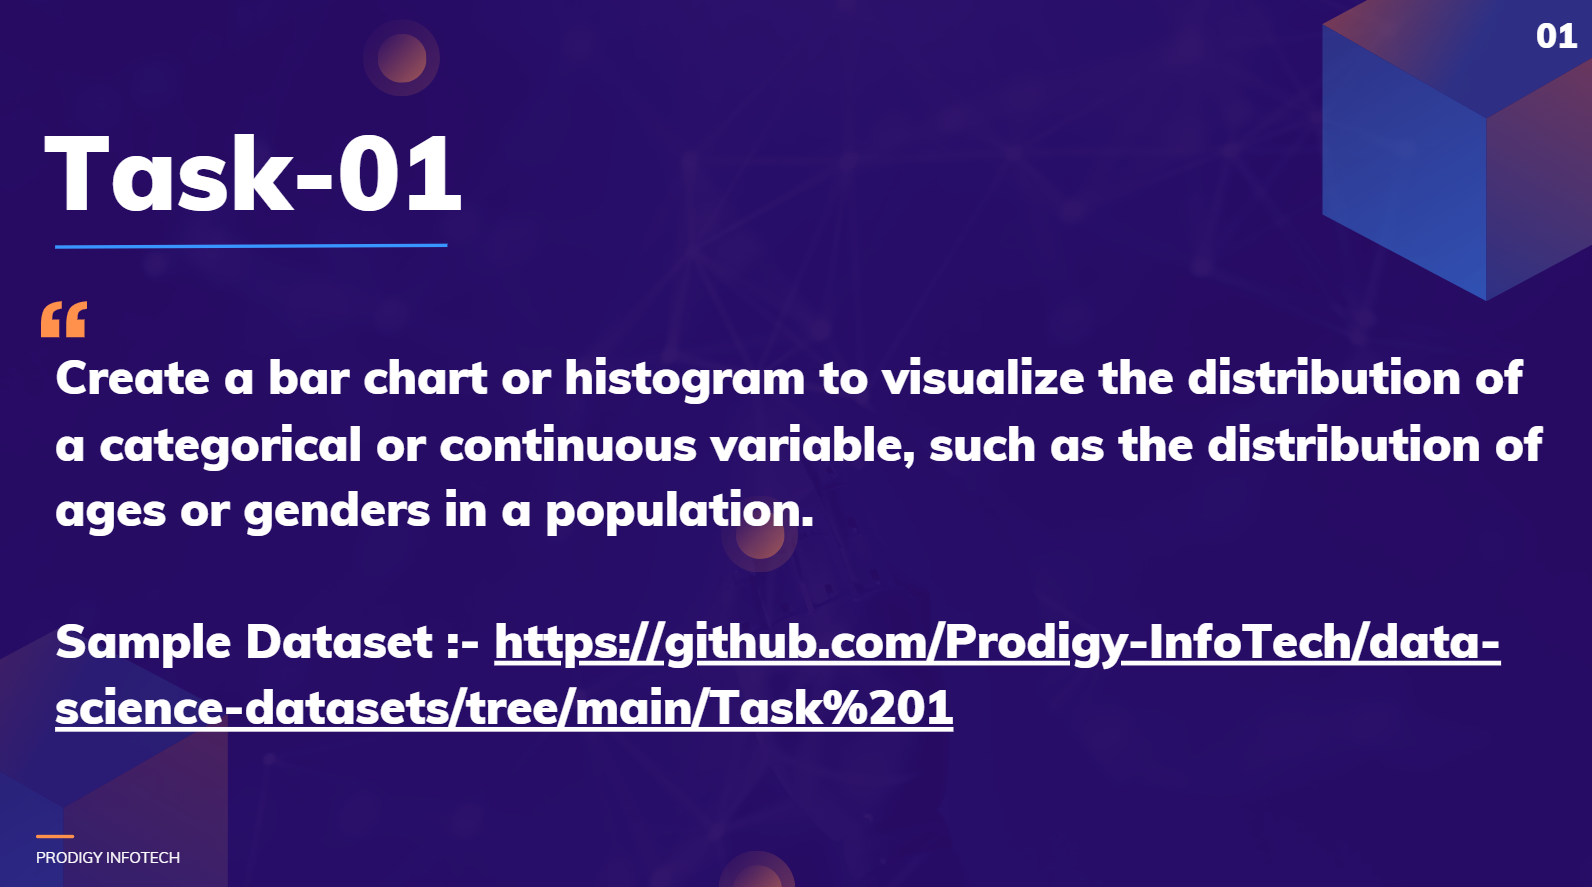 01
Task-01
“
Create a bar chart or histogram to visualize the distribution of
a categorical or continuous variable, such as the distribution of
ages or genders in a population.
Sample Dataset :- https://github.com/Prodigy-InfoTech/data-
science-datasets/tree/main/Task%201
PRODIGY INFOTECH